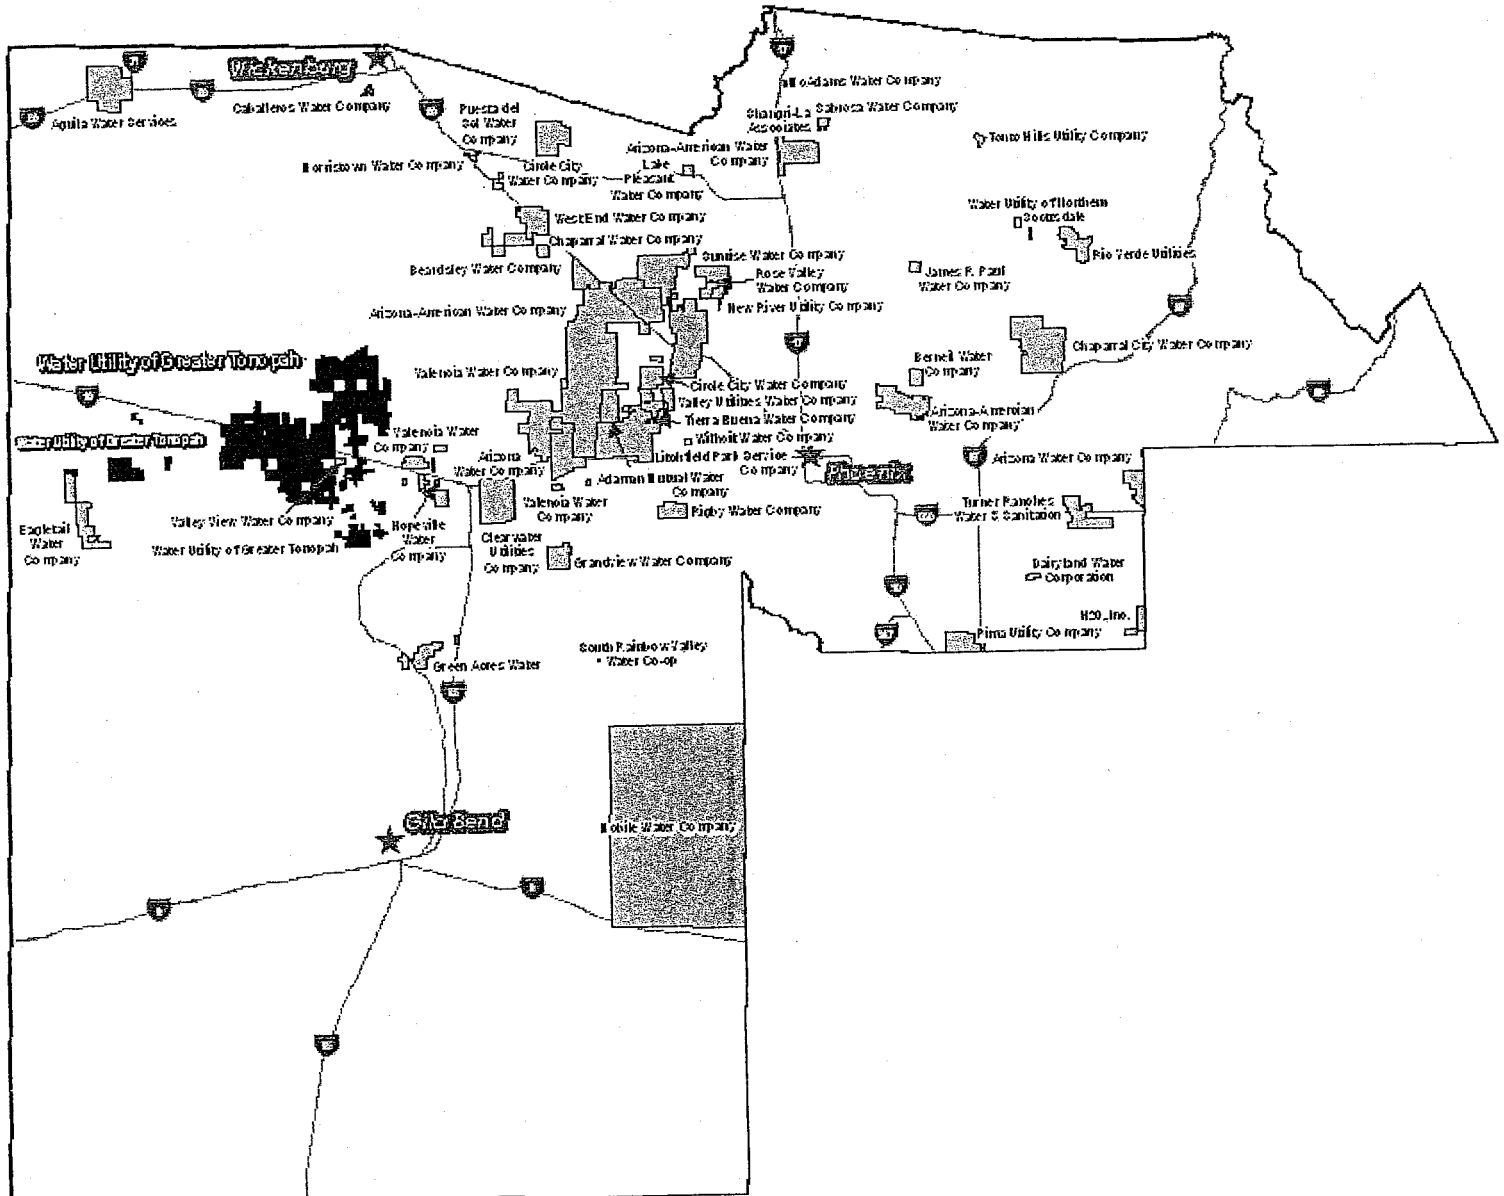 Wickenburg
McAdams Water Company
Caballeros Water Company
Aguila Water Services
Puesta del
Sol Water
Company
Shangri-La
Associates
Sabrosa Water Company
Tonto Hills Utility Company
Morristown Water Company
Circle City
Water Company
Arizona-American Water
Company
Lake
Pleasant
Water Company
West End Water Company
Water Utility of Northern
Scottsdale
Chaparral Water Company
Beardsley Water Company
Sunrise Water Company
Rose Valley
Water Company
Rio Verde Utilities
James P. Paul
Water Company
New River Utility Company
Arizona-American Water Company
Water Utility of Greater Tonopah
Chaparral City Water Company
Valencia Water Company
Berneil Water
Company
Circle City Water Company
Valley Utilities Water Company
Tierra Buena Water Company
Arizona-American
Water Company
Water Utility of Greater Tonopah
Valencia Water
Company
Wilhoit Water Company
Litchfield Park Service
Company
Phoenix
Arizona Water Company
Arizona
Water Company
Adaman Mutual Water
Company
Valencia Water
Company
Rigby Water Company
Turner Ranches
Water & Sanitation
Eagletail
Water
Company
Valley View Water Company
Hopeville
Water
Company
Water Utility of Greater Tonopah
Clearwater
Utilities
Company
Grandview Water Company
Dairyland Water
Corporation
H2O, Inc.
Pima Utility Company
Green Acres Water
South Rainbow Valley
Water Co-op
Gila Bend
Mobile Water Company